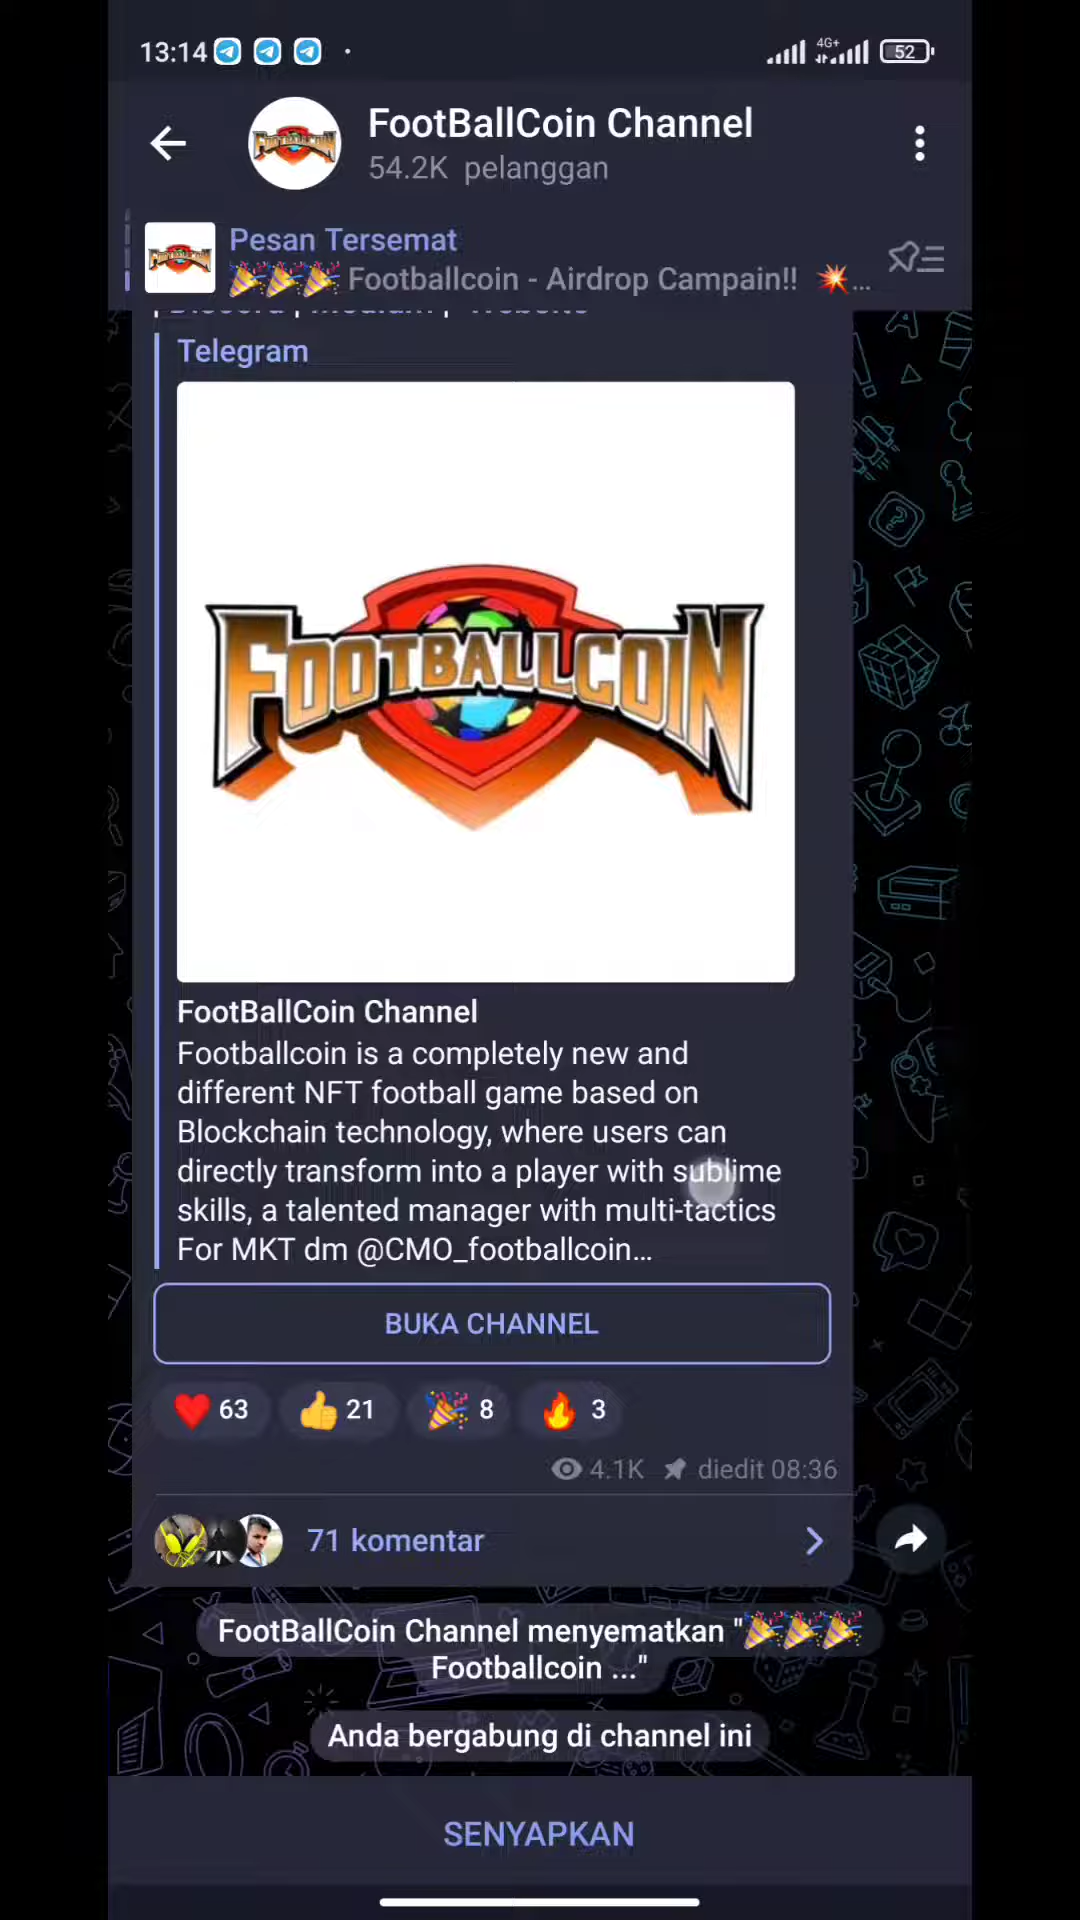 13:14
4G+
52
FootBallCoin Channel
54.2K pelanggan
Pesan Tersemat
🎉🎉🎉 Footballcoin - Airdrop Campain!! 💥...
Telegram
FOOTBALLCOIN
FootBallCoin Channel
Footballcoin is a completely new and
different NFT football game based on
Blockchain technology, where users can
directly transform into a player with sublime
skills, a talented manager with multi-tactics
For MKT dm @CMO_footballcoin...
BUKA CHANNEL
❤️ 63 👍 21 🎉 8 🔥 3
4.1K diedit 08:36
71 komentar
FootBallCoin Channel menyematkan "🎉🎉🎉
Footballcoin ..."
Anda bergabung di channel ini
SENYAPKAN